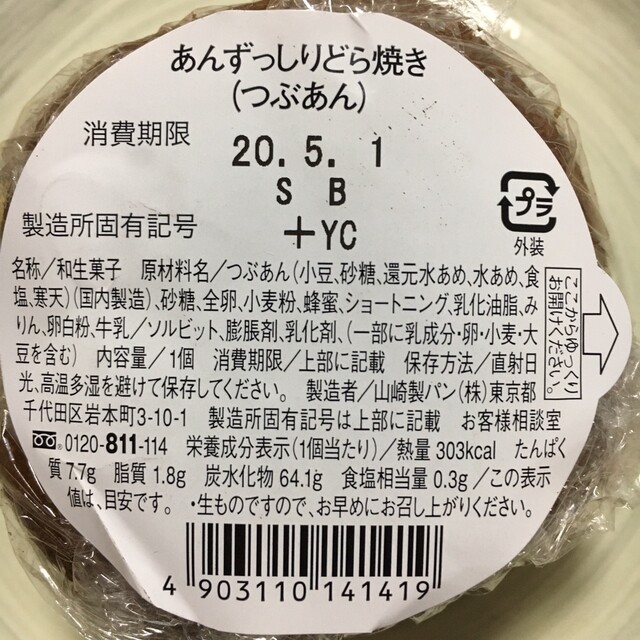 あんずっしりどら焼き
(つぶあん)
消費期限
20. 5. 1
S B
製造所固有記号
+YC
プラ
外装
名称／和生菓子 原材料名／つぶあん(小豆、砂糖、還元水あめ、水あめ、食
塩、寒天)(国内製造)、砂糖、全卵、小麦粉、蜂蜜、ショートニング、乳化油脂、み
りん、卵白粉、牛乳／ソルビット、膨脹剤、乳化剤、(一部に乳成分・卵・小麦・大
豆を含む) 内容量／1個 消費期限／上部に記載 保存方法／直射日
光、高温多湿を避けて保存してください。 製造者／山崎製パン(株)東京都
千代田区岩本町3-10-1 製造所固有記号は上部に記載 お客様相談室
0120-811-114 栄養成分表示(1個当たり)／熱量 303kcal たんぱく
質 7.7g 脂質 1.8g 炭水化物 64.1g 食塩相当量 0.3g／この表示
値は、目安です。 ・生ものですので、お早めにお召し上がりください。
ここからゆっくり
お開けください。
4 903110 141419